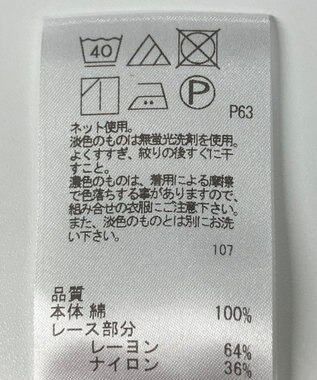 40
P
P63
ネット使用。
淡色のものは無蛍光洗剤を使用。
よくすすぎ、絞りの後すぐに干
すこと。
濃色のものは、着用による摩擦
で色落ちする事がありますので、
組み合せの衣服にご注意下さい。
また、淡色のものとは別にお洗
い下さい。
107
品質
本体 綿 100%
レース部分
レーヨン 64%
ナイロン 36%